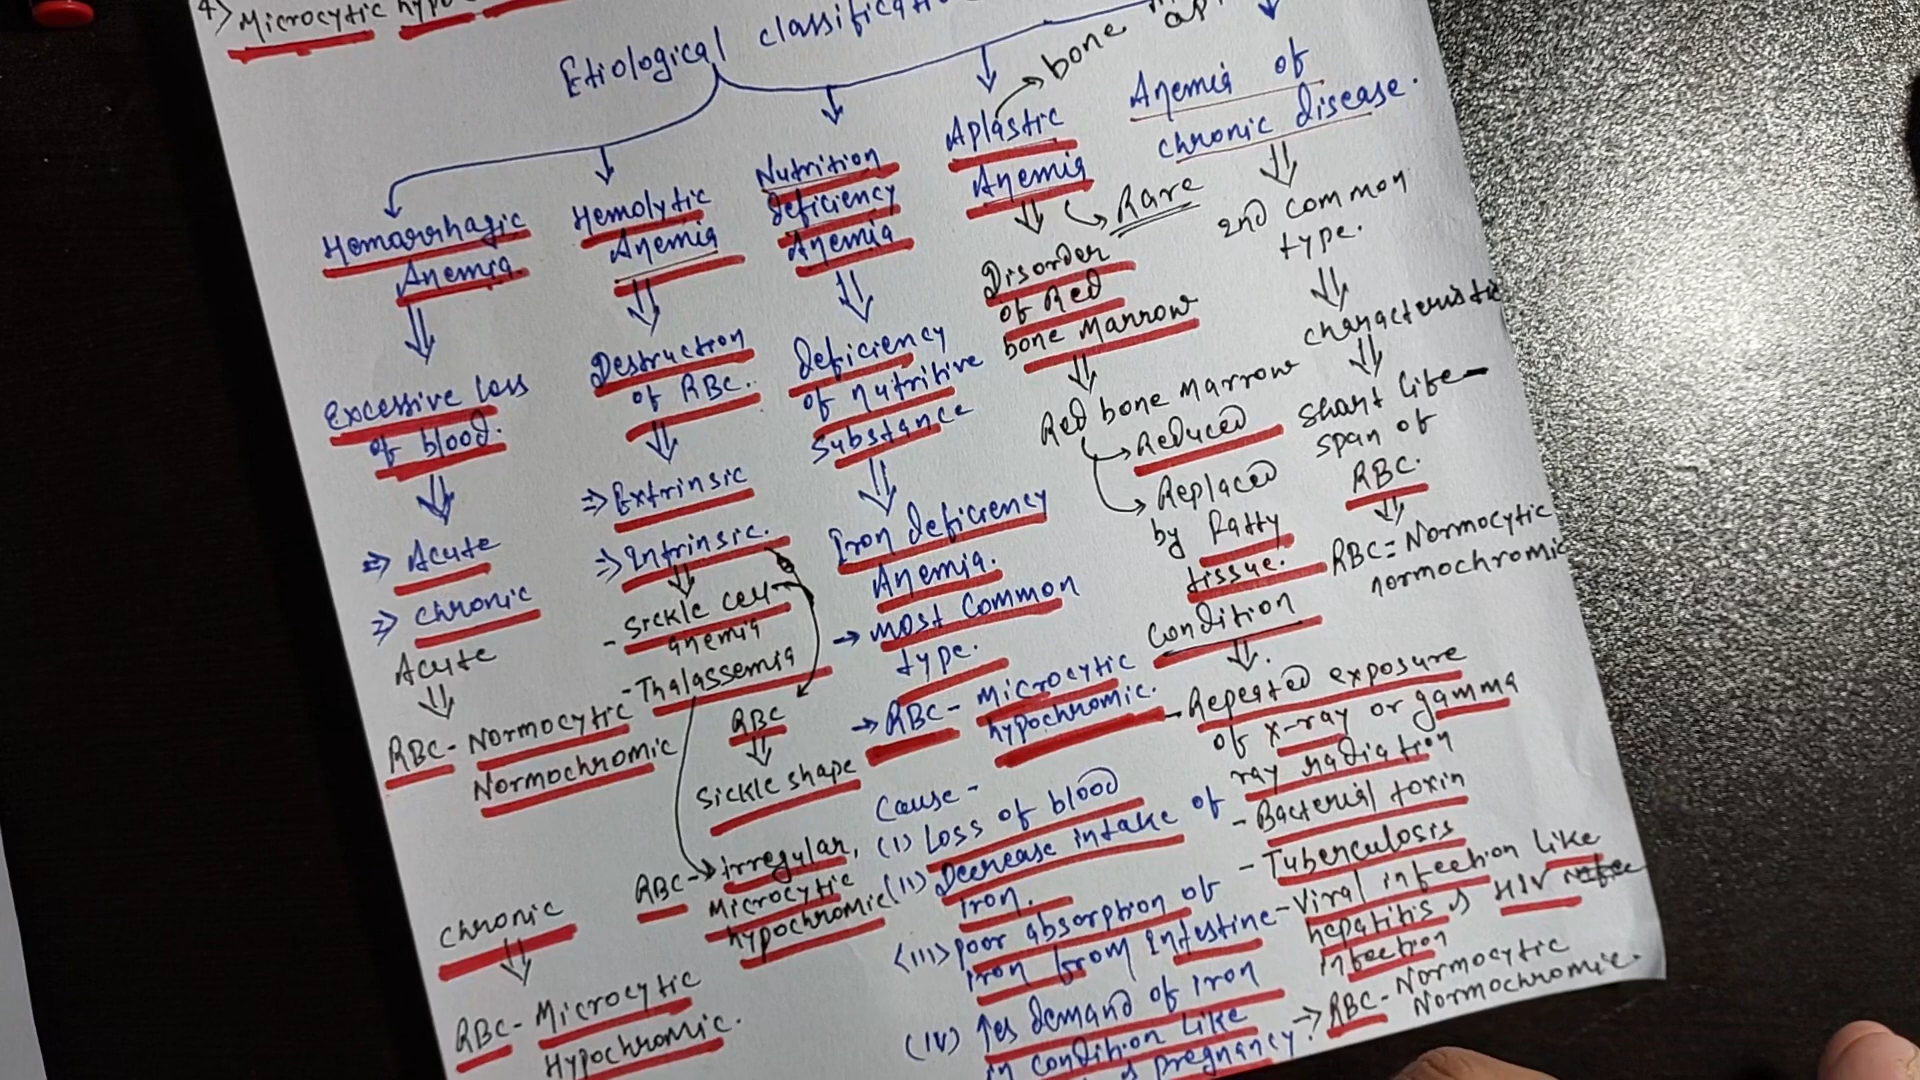 4) Microcytic
Etiological
bone
Hemorrhagic
Anemia.
Excessive loss
of blood.
⇒ Acute
⇒ chronic
Acute
RBC - Normocytic
Normochromic
chronic
RBC - Microcytic
Hypochromic.
Hemolytic
Anemia
Destruction
of RBC.
⇒ Extrinsic
⇒ Intrinsic.
- Sickle cell
anemia
- Thalassemia
RBC
Sickle shape
RBC → irregular,
Microcytic
hypochromic
Nutrition
deficiency
Anemia
deficiency
of nutritive
Substance
Iron deficiency
Anemia.
→ most common
type.
→ RBC - Microcytic
hypochromic.
Cause -
(I) Loss of blood
(II) Decrease intake of
iron.
(III) poor absorption of
iron from Intestine
(IV) ↑es demand of iron
in condition like
pregnancy.
Aplastic
Anemia
Rare
Disorder
of Red
bone Marrow
Red bone Marrow
→ Reduced
→ Replaced
by Fatty
tissue.
Condition
- Repeated exposure
of x-ray or gamma
ray radiation
- Bacterial toxin
- Tuberculosis
- Viral infection like
hepatitis & HIV
infection
→ RBC - Normocytic
Normochromic.
Anemia of
chronic disease.
2nd common
type.
characteristic
Short life-
span of
RBC.
RBC = Normocytic
normochromic